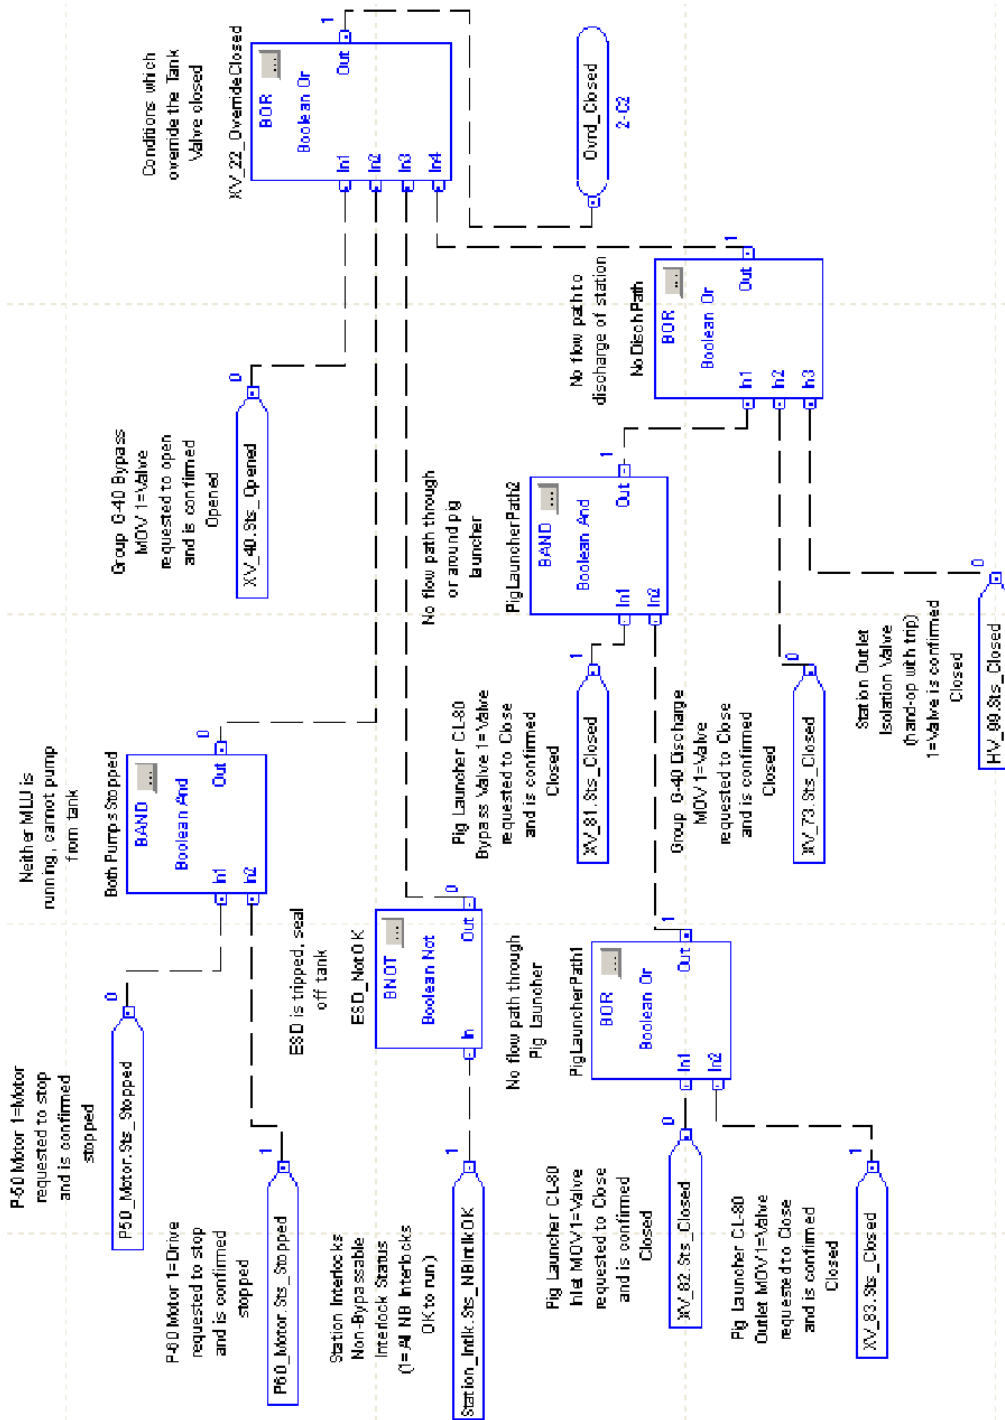 P-50 Motor 1=Motor
requested to stop
and is confirmed
stopped
0
P50_Motor.Sts_Stopped
P-60 Motor 1=Drive
requested to stop
and is confirmed
stopped
1
P60_Motor.Sts_Stopped
Neither MLU is
running, cannot pump
from tank
BothPumpsStopped
BAND
...
Boolean And
In1
In2
Out
0
Station Interlocks
Non-Bypassable
Interlock Status
(1=All NB Interlocks
OK to run)
1
Station_Intlk.Sts_NBIntlkOK
ESD is tripped, seal
off tank
ESD_NotOK
BNOT
...
Boolean Not
In
Out
0
Group G-40 Bypass
MOV 1=Valve
requested to open
and is confirmed
Opened
0
XV_40.Sts_Opened
Conditions which
override the Tank
Valve closed
XV_22_OverrideClosed
BOR
...
Boolean Or
In1
In2
In3
In4
Out
1
Ovrd_Closed
2-C2
Pig Launcher CL-80
Inlet MOV 1=Valve
requested to Close
and is confirmed
Closed
0
XV_82.Sts_Closed
Pig Launcher CL-80
Outlet MOV 1=Valve
requested to Close
and is confirmed
Closed
1
XV_83.Sts_Closed
No flow path through
Pig Launcher
PigLauncherPath1
BOR
...
Boolean Or
In1
In2
Out
1
Pig Launcher CL-80
Bypass Valve 1=Valve
requested to Close
and is confirmed
Closed
1
XV_81.Sts_Closed
No flow path through
or around pig
launcher
PigLauncherPath2
BAND
...
Boolean And
In1
In2
Out
1
Group G-40 Discharge
MOV 1=Valve
requested to Close
and is confirmed
Closed
0
XV_73.Sts_Closed
Station Outlet
Isolation Valve
(hand-op with trip)
1=Valve is confirmed
Closed
0
HV_99.Sts_Closed
No flow path to
discharge of station
NoDischPath
BOR
...
Boolean Or
In1
In2
In3
Out
1